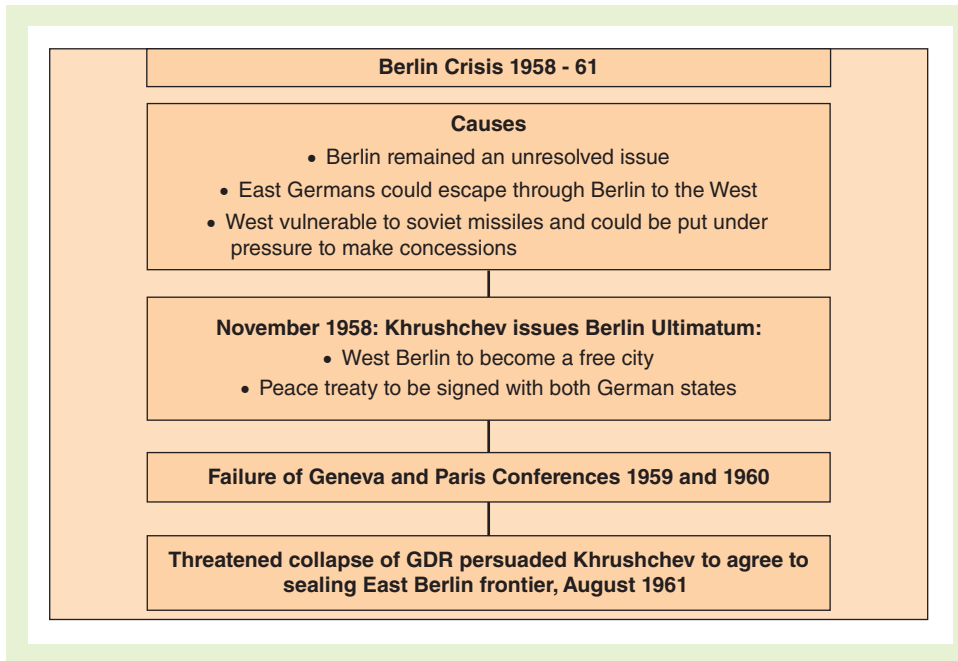 Berlin Crisis 1958 - 61
Causes
• Berlin remained an unresolved issue
• East Germans could escape through Berlin to the West
• West vulnerable to soviet missiles and could be put under
pressure to make concessions
November 1958: Khrushchev issues Berlin Ultimatum:
• West Berlin to become a free city
• Peace treaty to be signed with both German states
Failure of Geneva and Paris Conferences 1959 and 1960
Threatened collapse of GDR persuaded Khrushchev to agree to
sealing East Berlin frontier, August 1961